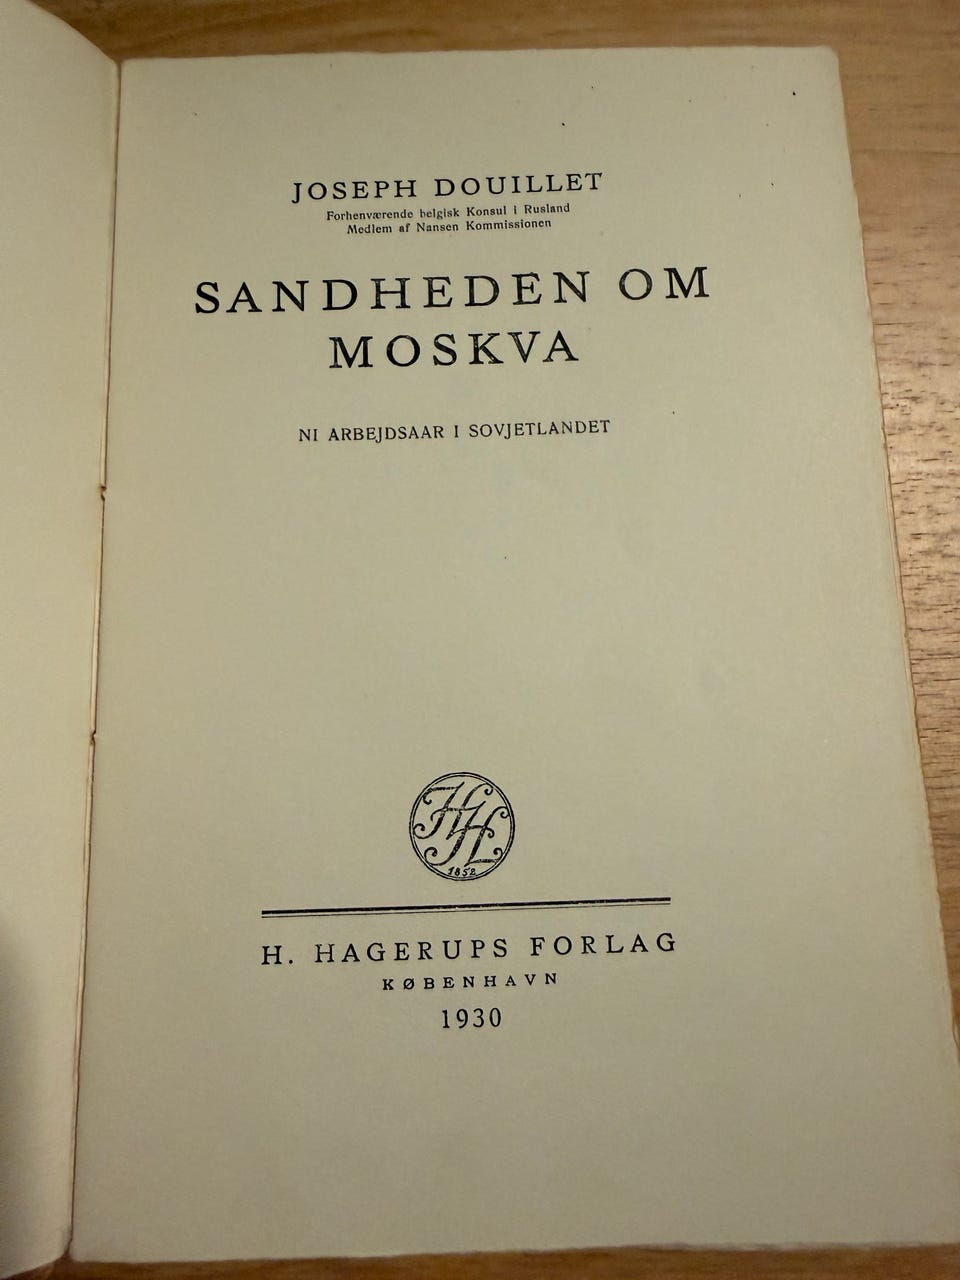 JOSEPH DOUILLET
Forhenværende belgisk Konsul i Rusland
Medlem af Nansen Kommissionen
SANDHEDEN OM
MOSKVA
NI ARBEJDSAAR I SOVJETLANDET
HH
1852
H. HAGERUPS FORLAG
KØBENHAVN
1930